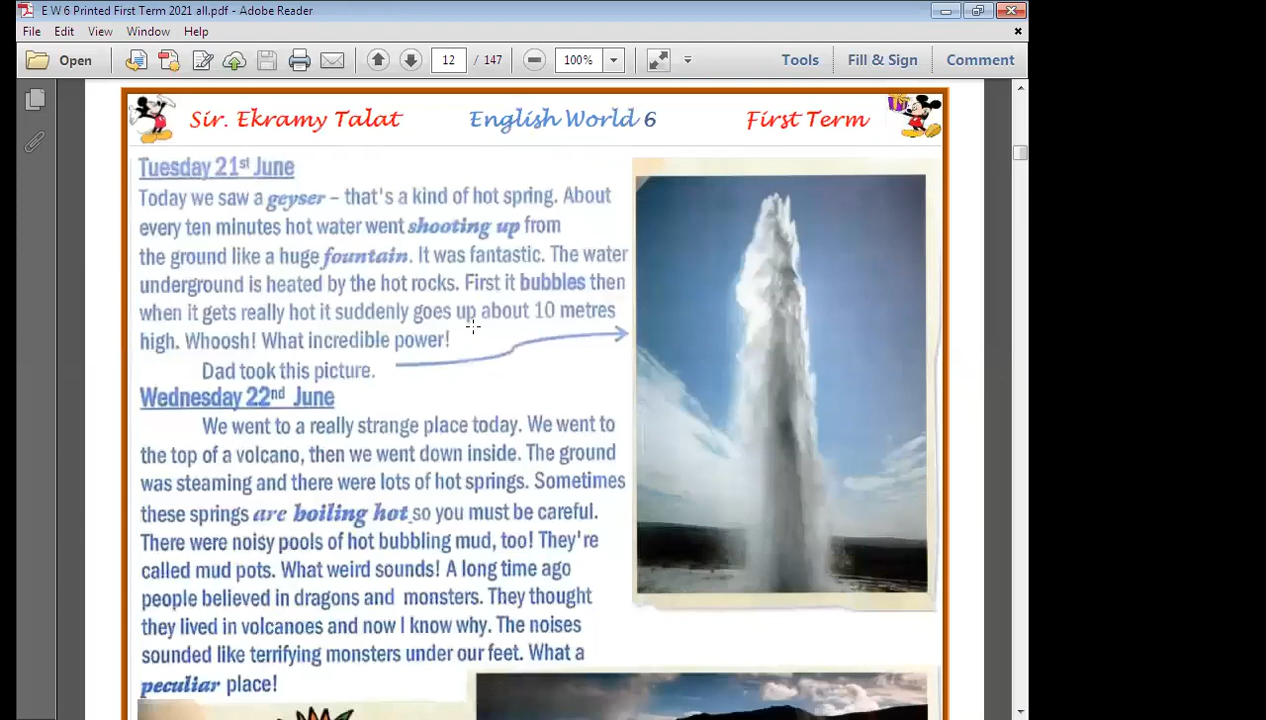 E W 6 Printed First Term 2021 all.pdf - Adobe Reader
File Edit View Window Help
Open 12 / 147 100% Tools Fill & Sign Comment
Sir. Ekramy Talat English World 6 First Term
Tuesday 21st June
Today we saw a geyser – that's a kind of hot spring. About
every ten minutes hot water went shooting up from
the ground like a huge fountain. It was fantastic. The water
underground is heated by the hot rocks. First it bubbles then
when it gets really hot it suddenly goes up about 10 metres
high. Whoosh! What incredible power!
Dad took this picture.
Wednesday 22nd June
We went to a really strange place today. We went to
the top of a volcano, then we went down inside. The ground
was steaming and there were lots of hot springs. Sometimes
these springs are boiling hot so you must be careful.
There were noisy pools of hot bubbling mud, too! They're
called mud pots. What weird sounds! A long time ago
people believed in dragons and monsters. They thought
they lived in volcanoes and now I know why. The noises
sounded like terrifying monsters under our feet. What a
peculiar place!